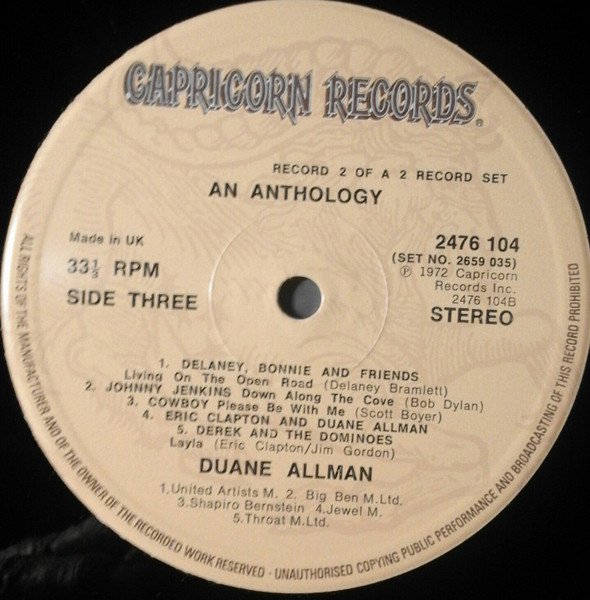 CAPRICORN RECORDS®
RECORD 2 OF A 2 RECORD SET
AN ANTHOLOGY
Made in UK
33⅓ RPM
SIDE THREE
2476 104
(SET NO. 2659 035)
℗ 1972 Capricorn
Records Inc.
2476 104B
STEREO
1. DELANEY, BONNIE AND FRIENDS
Living On The Open Road (Delaney Bramlett)
2. JOHNNY JENKINS Down Along The Cove (Bob Dylan)
3. COWBOY Please Be With Me (Scott Boyer)
4. ERIC CLAPTON AND DUANE ALLMAN
5. DEREK AND THE DOMINOES
Layla (Eric Clapton/Jim Gordon)
DUANE ALLMAN
1.United Artists M. 2. Big Ben M.Ltd.
3.Shapiro Bernstein 4.Jewel M.
5.Throat M.Ltd.
ALL RIGHTS OF THE MANUFACTURER AND OF THE OWNER OF THE RECORDED WORK RESERVED - UNAUTHORISED COPYING PUBLIC PERFORMANCE AND BROADCASTING OF THIS RECORD PROHIBITED